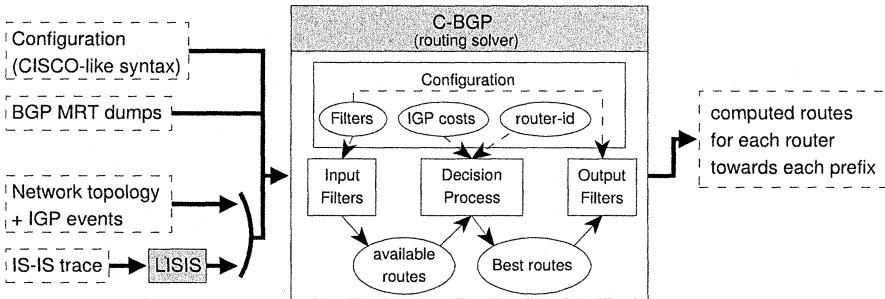 C-BGP
(routing solver)
Configuration
(CISCO-like syntax)
BGP MRT dumps
Network topology
+ IGP events
IS-IS trace
LISIS
Configuration
Filters
IGP costs
router-id
Input
Filters
Decision
Process
Output
Filters
available
routes
Best routes
computed routes
for each router
towards each prefix